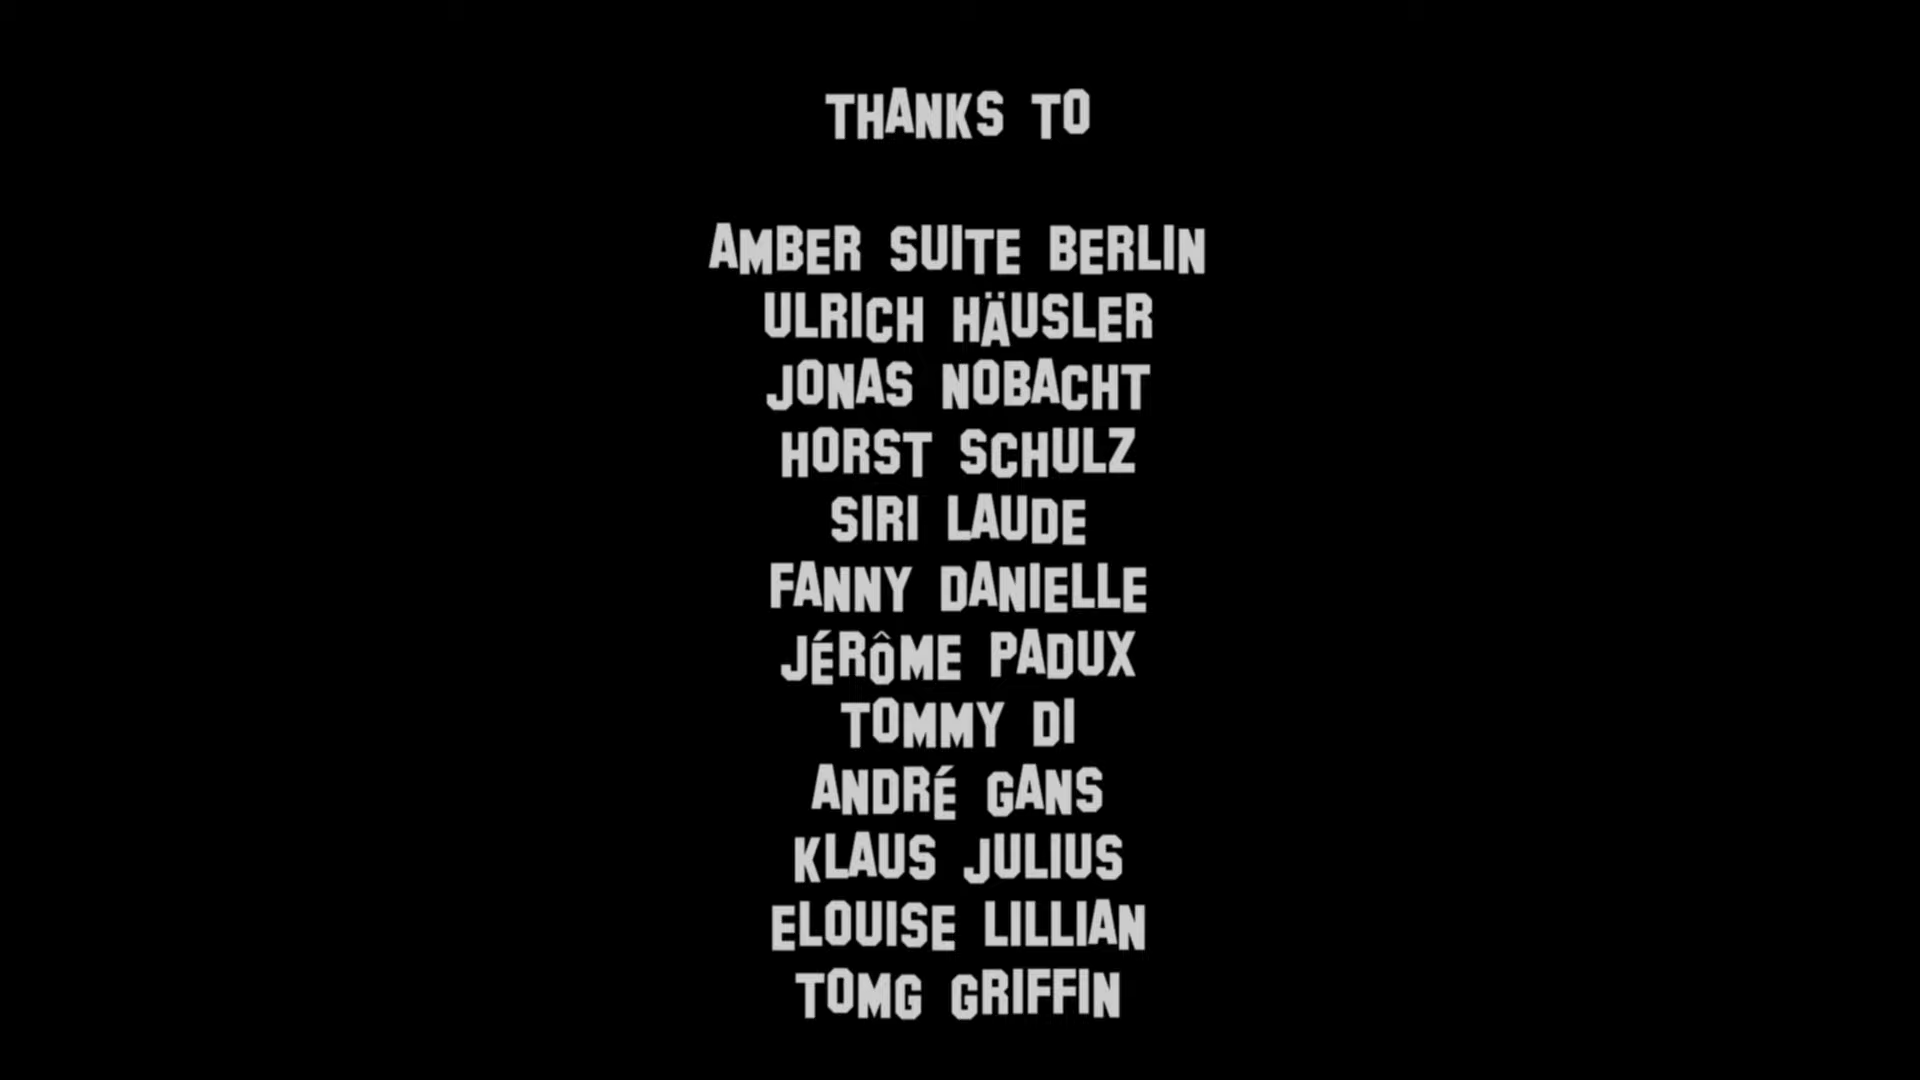 THANKS TO
AMBER SUITE BERLIN
ULRICH HÄUSLER
JONAS NOBACHT
HORST SCHULZ
SIRI LAUDE
FANNY DANIELLE
JÉRÔME PADUX
TOMMY DI
ANDRÉ GANS
KLAUS JULIUS
ELOUISE LILLIAN
TOMG GRIFFIN